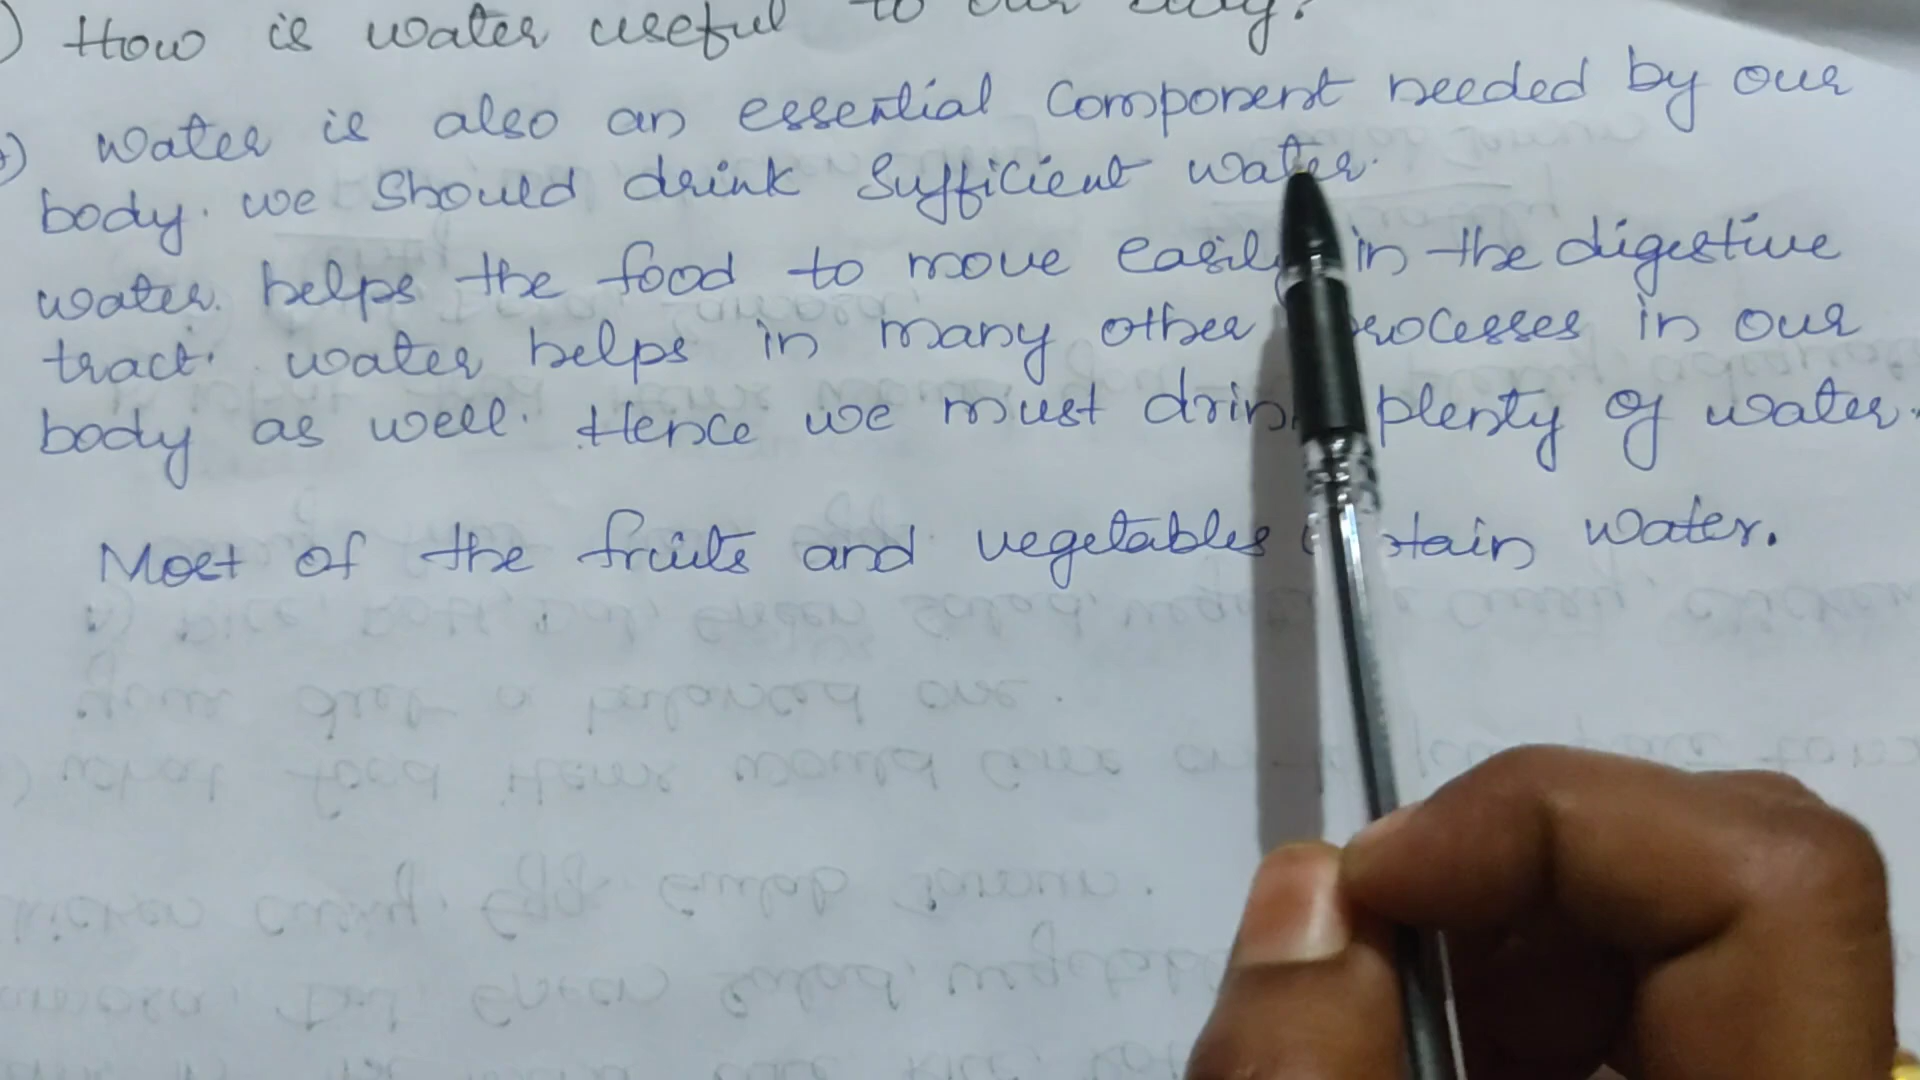 ) How is water useful to our body?
) water is also an essential component needed by our
body. we should drink sufficient water.
water. helps the food to move easily in the digestive
tract. water helps in many other processes in our
body as well. Hence we must drink plenty of water.
Most of the fruits and vegetables contain water.